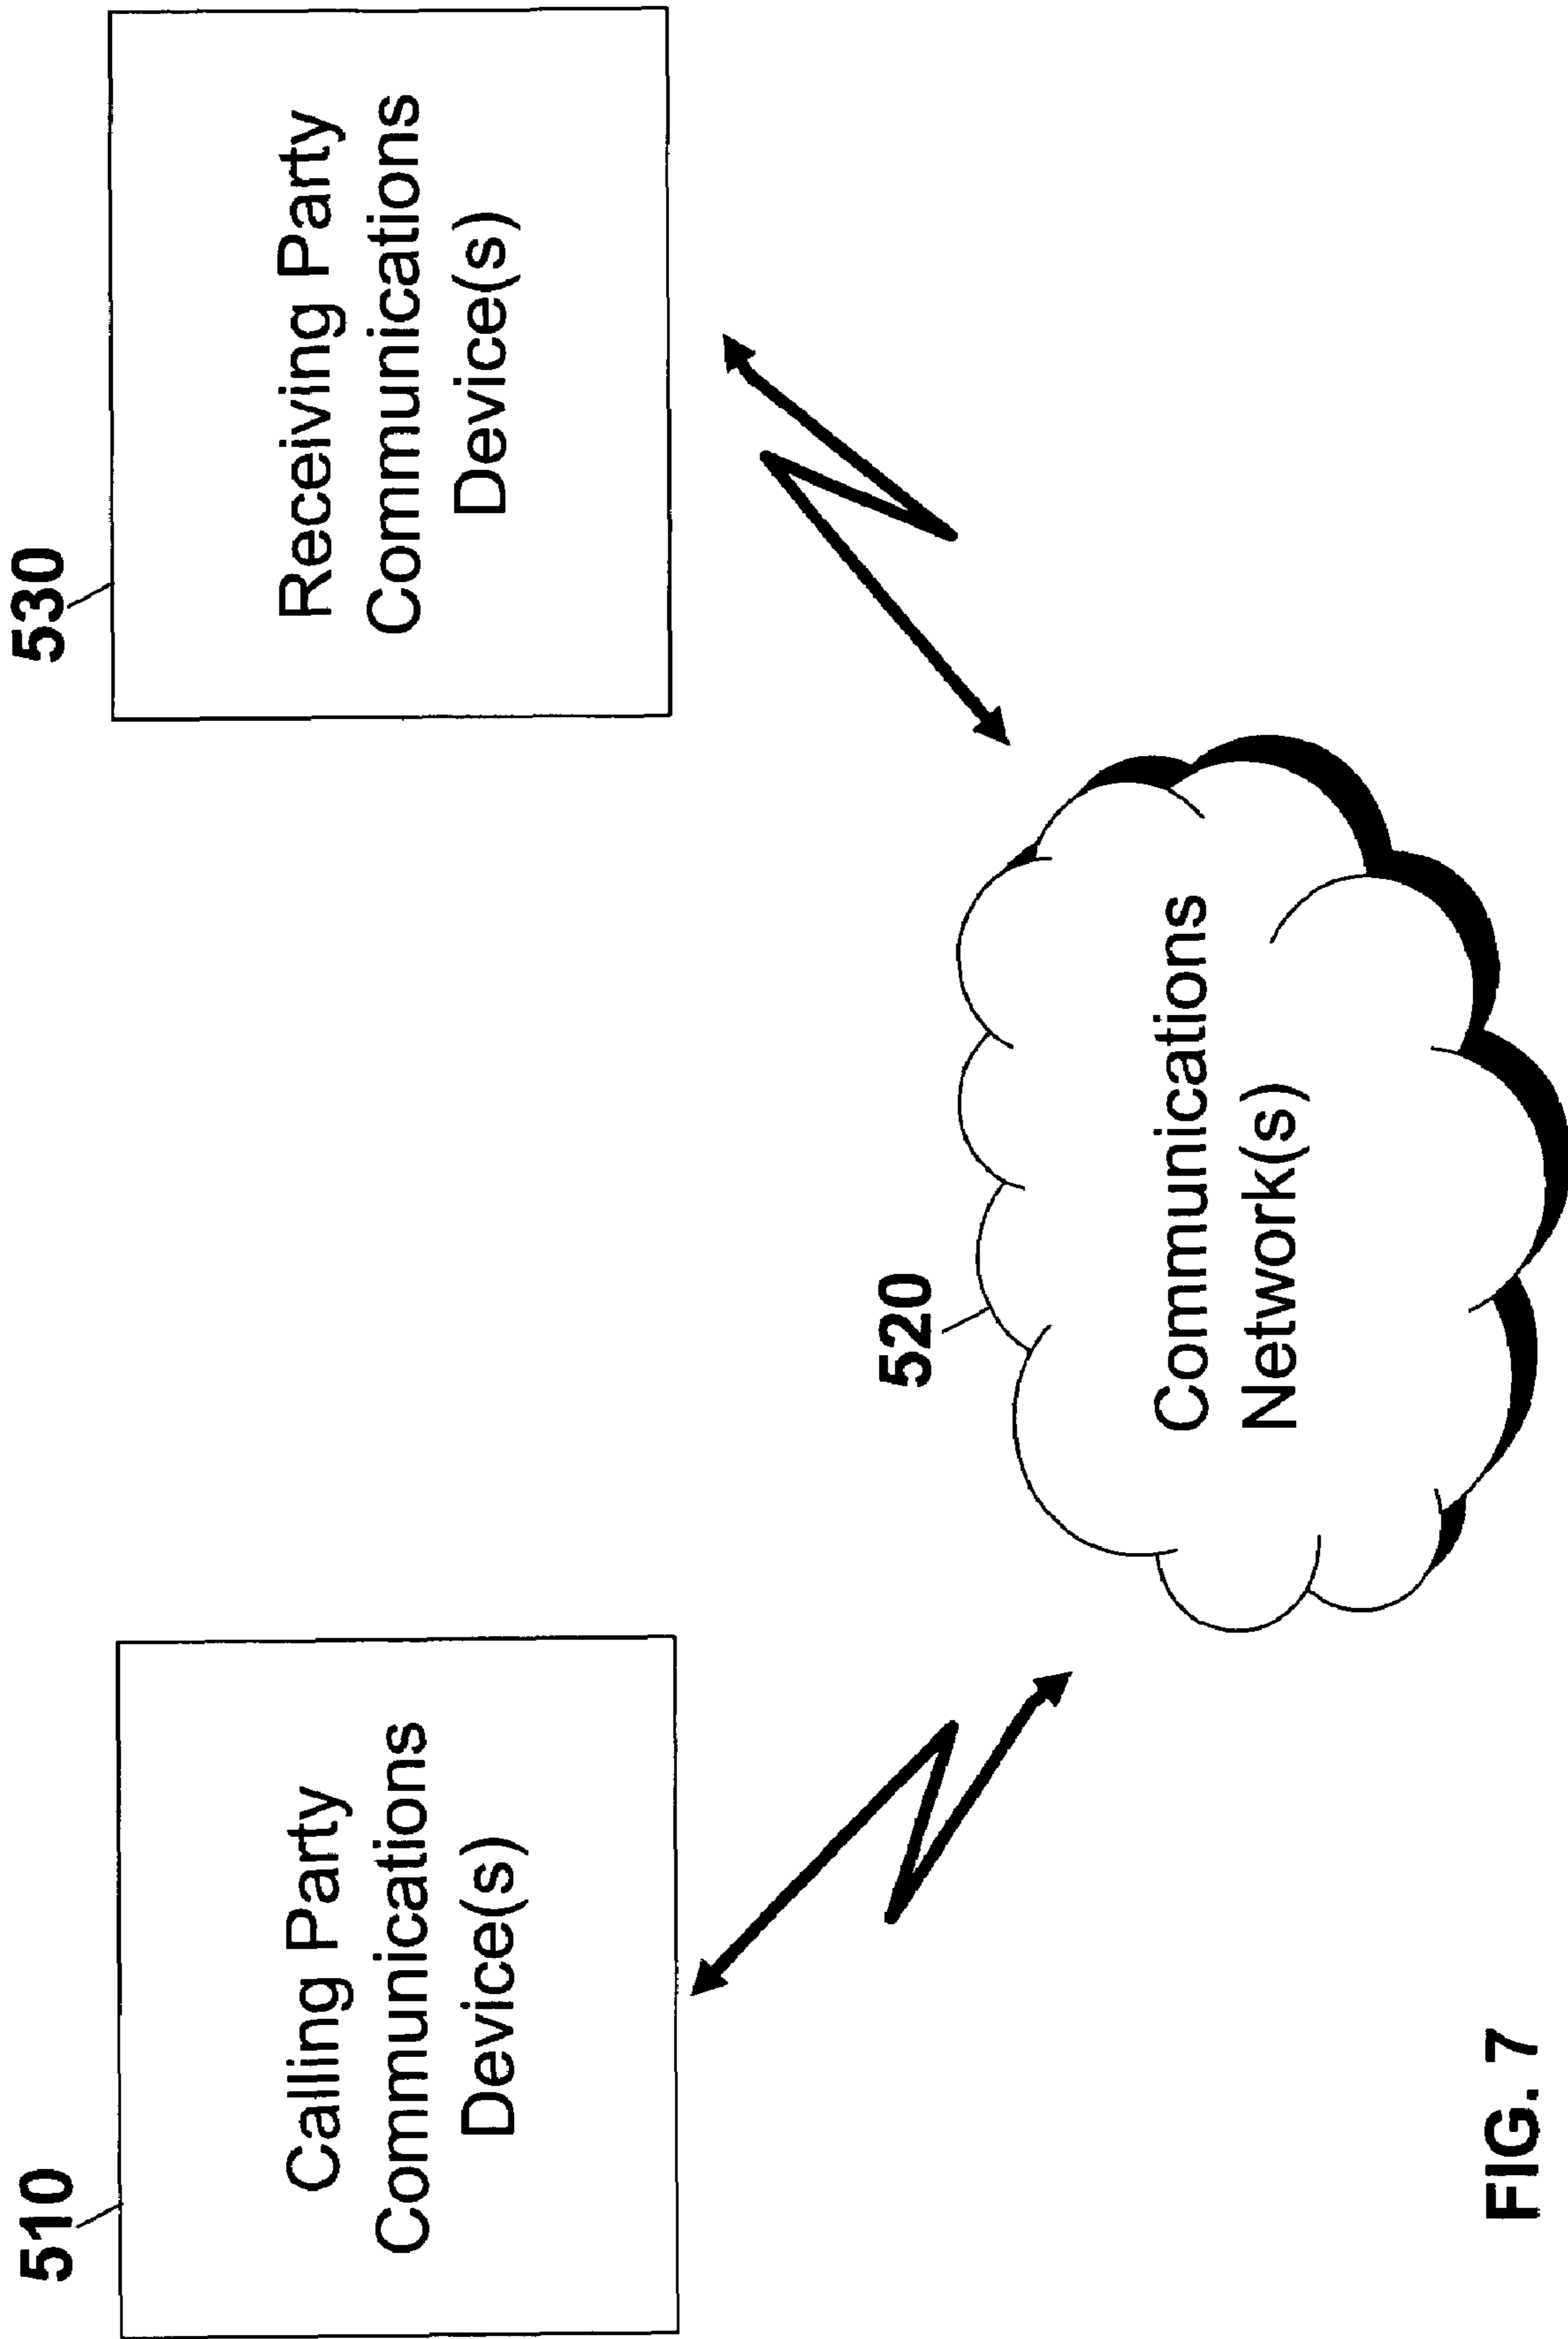 510
Calling Party
Communications
Device(s)
530
Receiving Party
Communications
Device(s)
520
Communications
Network(s)
FIG. 7